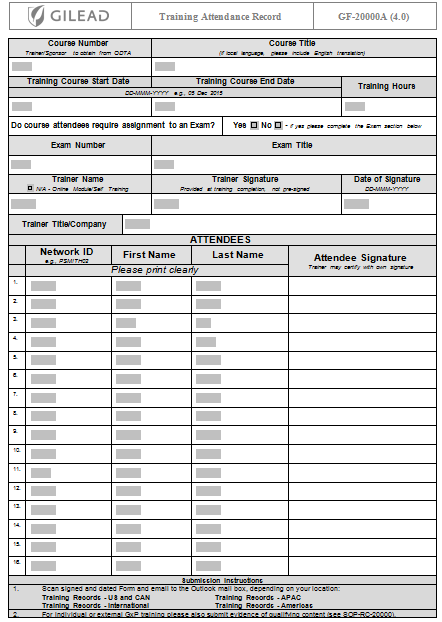 GILEAD Training Attendance Record GF-20000A (4.0)
Course Number Course Title
Trainer/Sponsor to obtain from ODTA (if local language, please include English translation)
Training Course Start Date Training Course End Date Training Hours
DD-MMM-YYYY e.g., 05 Dec 2015
Do course attendees require assignment to an Exam? Yes No - if yes please complete the Exam section below
Exam Number Exam Title
Trainer Name Trainer Signature Date of Signature
N/A - Online Module/Self Training Provided at training completion, not pre-signed DD-MMM-YYYY
Trainer Title/Company
ATTENDEES
Network ID First Name Last Name Attendee Signature
e.g., PSMITH03 Trainer may certify with own signature
Please print clearly
1.
2.
3.
4.
5.
6.
7.
8.
9.
10.
11.
12.
13.
14.
15.
16.
Submission Instructions
1. Scan signed and dated Form and email to the Outlook mail box, depending on your location:
Training Records - US and CAN Training Records - APAC
Training Records - International Training Records - Americas
2. For individual or external GxP training please also submit evidence of qualifying content (see SOP-RC-20000).